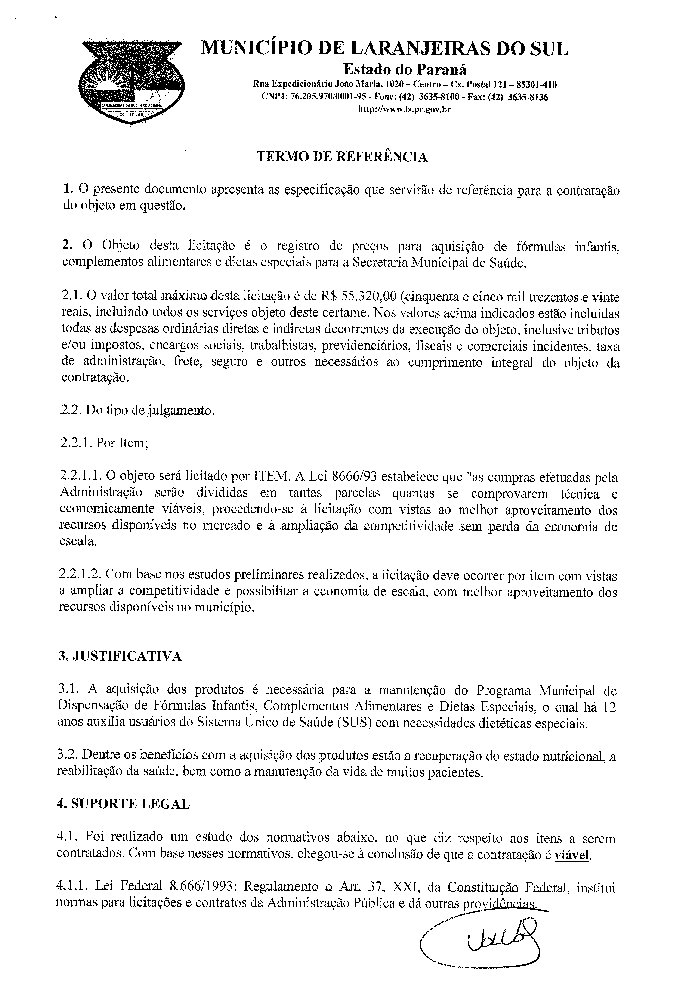 MUNICÍPIO DE LARANJEIRAS DO SUL
Estado do Paraná
Rua Expedicionário João Maria, 1020 – Centro – Cx. Postal 121 – 85301-410
CNPJ: 76.205.970/0001-95 - Fone: (42) 3635-8100 - Fax: (42) 3635-8136
http://www.ls.pr.gov.br
LARANJEIRAS DO SUL - EST. PARANÁ
30 - 11 - 46
TERMO DE REFERÊNCIA
1. O presente documento apresenta as especificação que servirão de referência para a contratação
do objeto em questão.
2. O Objeto desta licitação é o registro de preços para aquisição de fórmulas infantis,
complementos alimentares e dietas especiais para a Secretaria Municipal de Saúde.
2.1. O valor total máximo desta licitação é de R$ 55.320,00 (cinquenta e cinco mil trezentos e vinte
reais, incluindo todos os serviços objeto deste certame. Nos valores acima indicados estão incluídas
todas as despesas ordinárias diretas e indiretas decorrentes da execução do objeto, inclusive tributos
e/ou impostos, encargos sociais, trabalhistas, previdenciários, fiscais e comerciais incidentes, taxa
de administração, frete, seguro e outros necessários ao cumprimento integral do objeto da
contratação.
2.2. Do tipo de julgamento.
2.2.1. Por Item;
2.2.1.1. O objeto será licitado por ITEM. A Lei 8666/93 estabelece que "as compras efetuadas pela
Administração serão divididas em tantas parcelas quantas se comprovarem técnica e
economicamente viáveis, procedendo-se à licitação com vistas ao melhor aproveitamento dos
recursos disponíveis no mercado e à ampliação da competitividade sem perda da economia de
escala.
2.2.1.2. Com base nos estudos preliminares realizados, a licitação deve ocorrer por item com vistas
a ampliar a competitividade e possibilitar a economia de escala, com melhor aproveitamento dos
recursos disponíveis no município.
3. JUSTIFICATIVA
3.1. A aquisição dos produtos é necessária para a manutenção do Programa Municipal de
Dispensação de Fórmulas Infantis, Complementos Alimentares e Dietas Especiais, o qual há 12
anos auxilia usuários do Sistema Único de Saúde (SUS) com necessidades dietéticas especiais.
3.2. Dentre os benefícios com a aquisição dos produtos estão a recuperação do estado nutricional, a
reabilitação da saúde, bem como a manutenção da vida de muitos pacientes.
4. SUPORTE LEGAL
4.1. Foi realizado um estudo dos normativos abaixo, no que diz respeito aos itens a serem
contratados. Com base nesses normativos, chegou-se à conclusão de que a contratação é viável.
4.1.1. Lei Federal 8.666/1993: Regulamento o Art. 37, XXI, da Constituição Federal, institui
normas para licitações e contratos da Administração Pública e dá outras providências.